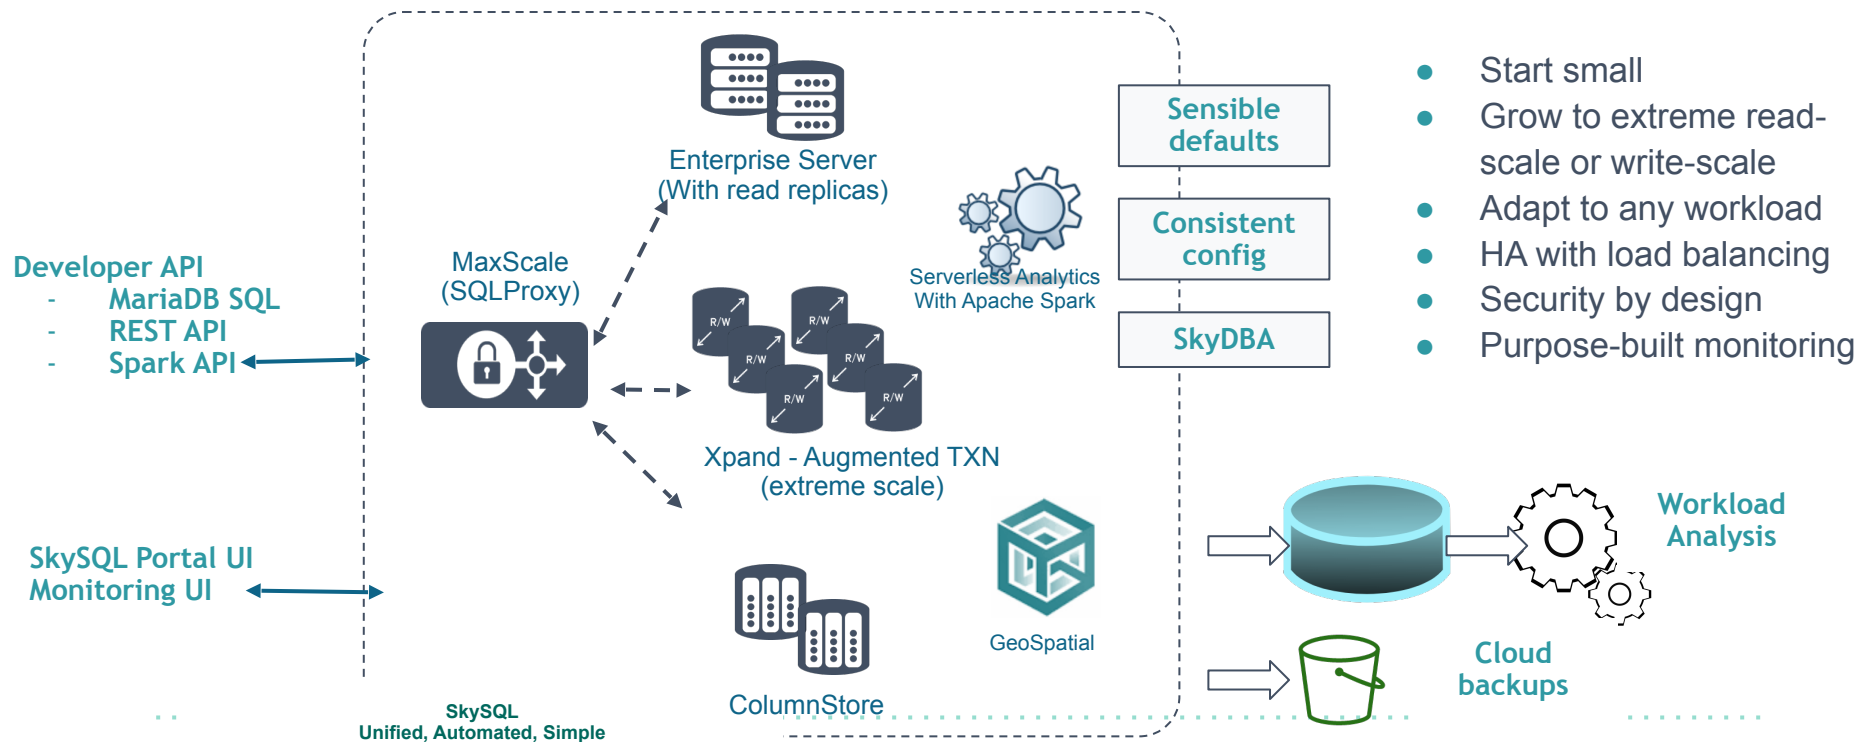 Enterprise Server
(With read replicas)
MaxScale
(SQLProxy)
Developer API
- MariaDB SQL
- REST API
- Spark API
SkySQL Portal UI
Monitoring UI
Serverless Analytics
With Apache Spark
R/W
R/W
R/W
R/W
R/W
R/W
Xpand - Augmented TXN
(extreme scale)
GeoSpatial
ColumnStore
SkySQL
Unified, Automated, Simple
Sensible
defaults
Consistent
config
SkyDBA
● Start small
● Grow to extreme read-
scale or write-scale
● Adapt to any workload
● HA with load balancing
● Security by design
● Purpose-built monitoring
Workload
Analysis
Cloud
backups